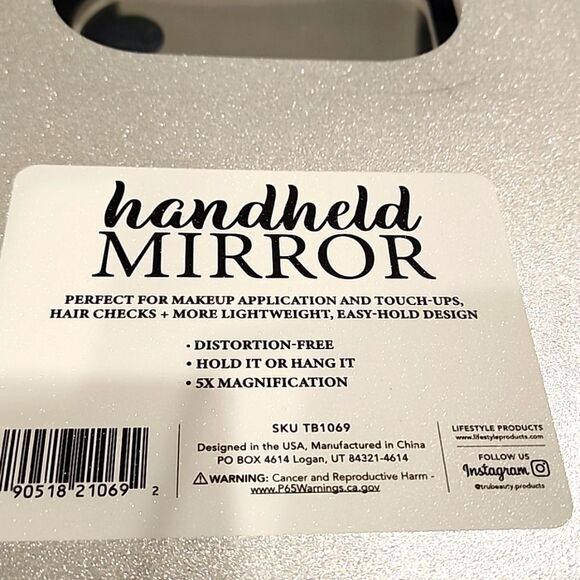 handheld
MIRROR
PERFECT FOR MAKEUP APPLICATION AND TOUCH-UPS,
HAIR CHECKS + MORE LIGHTWEIGHT, EASY-HOLD DESIGN
• DISTORTION-FREE
• HOLD IT OR HANG IT
• 5X MAGNIFICATION
90518 21069 2
SKU TB1069
Designed in the USA, Manufactured in China
PO BOX 4614 Logan, UT 84321-4614
⚠WARNING: Cancer and Reproductive Harm -
www.P65Warnings.ca.gov
LIFESTYLE PRODUCTS
www.lifestyleproducts.com
FOLLOW US
Instagram
@trubeauty.products